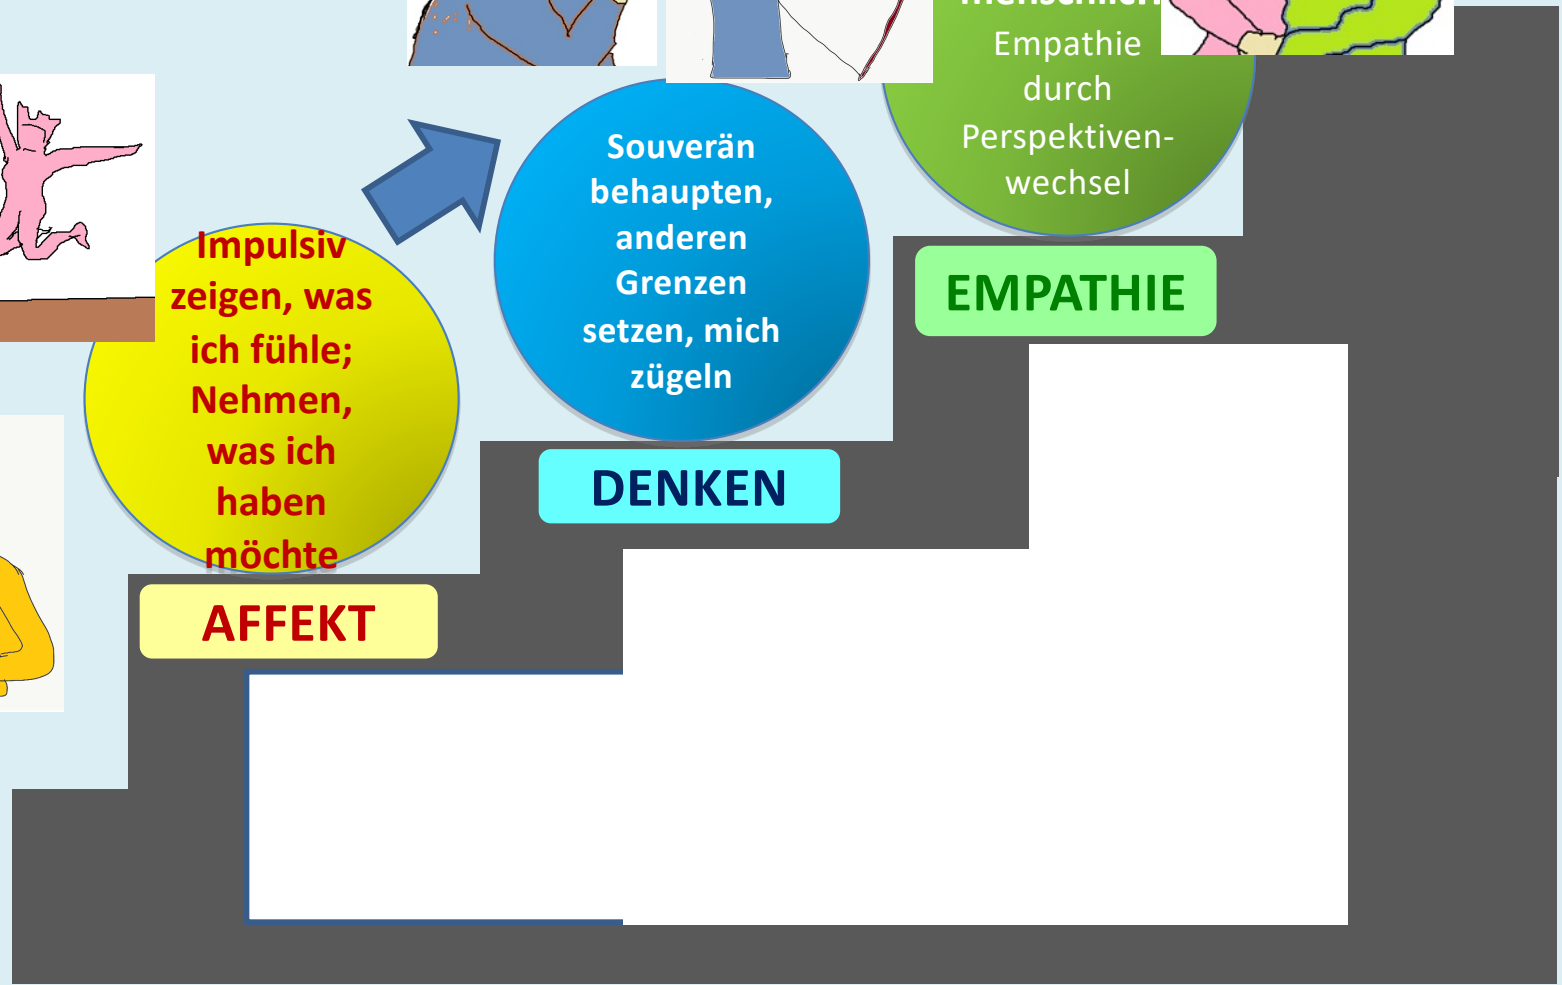 Impulsiv
zeigen, was
ich fühle;
Nehmen,
was ich
haben
möchte
AFFEKT
Souverän
behaupten,
anderen
Grenzen
setzen, mich
zügeln
DENKEN
Empathie
durch
Perspektiven-
wechsel
EMPATHIE